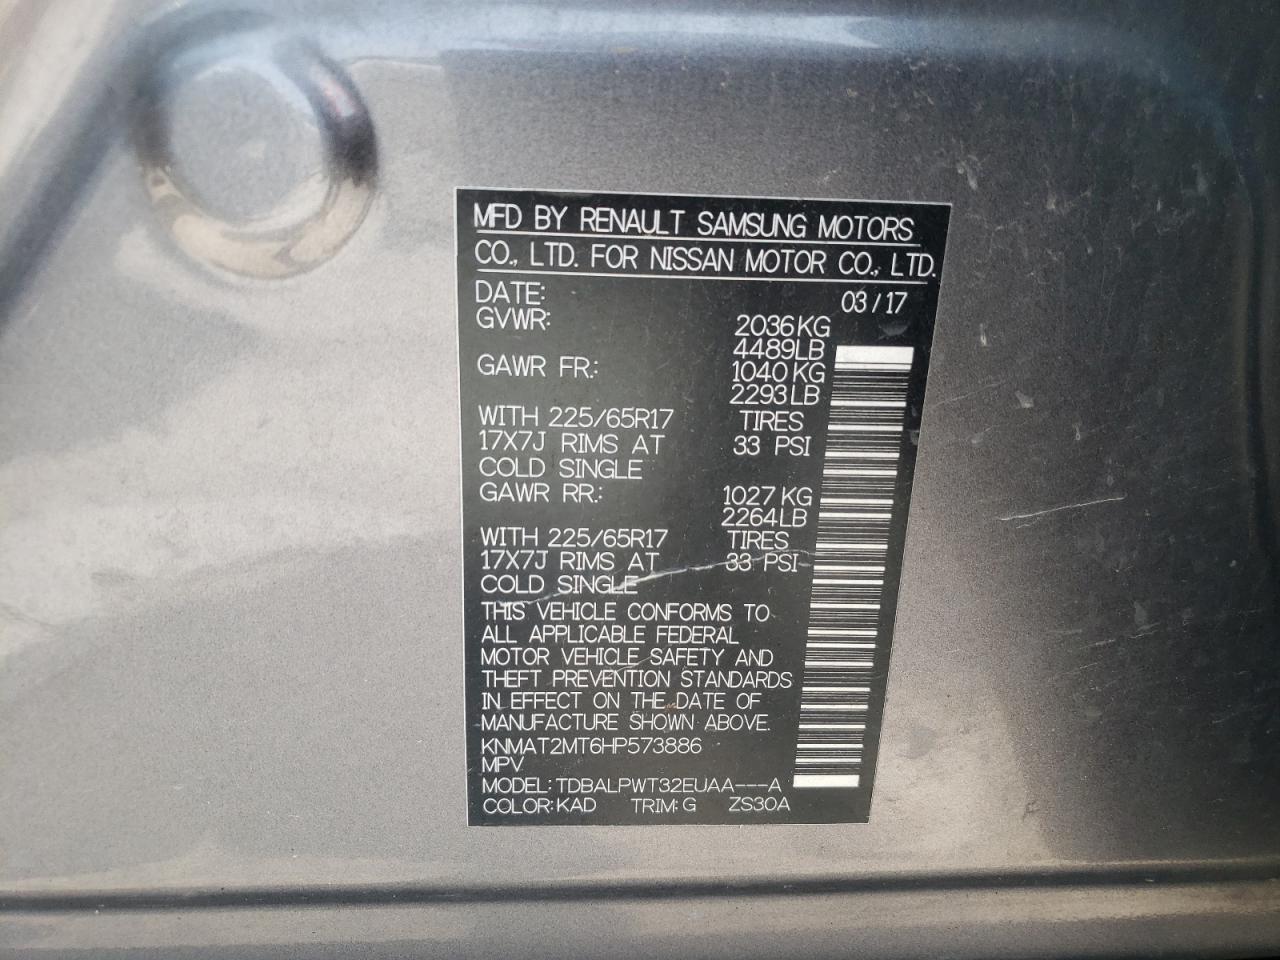 MFD BY RENAULT SAMSUNG MOTORS
CO., LTD. FOR NISSAN MOTOR CO., LTD.
DATE: 03/17
GVWR: 2036KG
4489LB
GAWR FR.: 1040KG
2293LB
WITH 225/65R17 TIRES
17X7J RIMS AT 33 PSI
COLD SINGLE
GAWR RR.: 1027KG
2264LB
WITH 225/65R17 TIRES
17X7J RIMS AT 33 PSI
COLD SINGLE
THIS VEHICLE CONFORMS TO
ALL APPLICABLE FEDERAL
MOTOR VEHICLE SAFETY AND
THEFT PREVENTION STANDARDS
IN EFFECT ON THE DATE OF
MANUFACTURE SHOWN ABOVE.
KNMAT2MT6HP573886
MPV
MODEL:TDBALPWT32EUAA---A
COLOR:KAD TRIM:G ZS30A